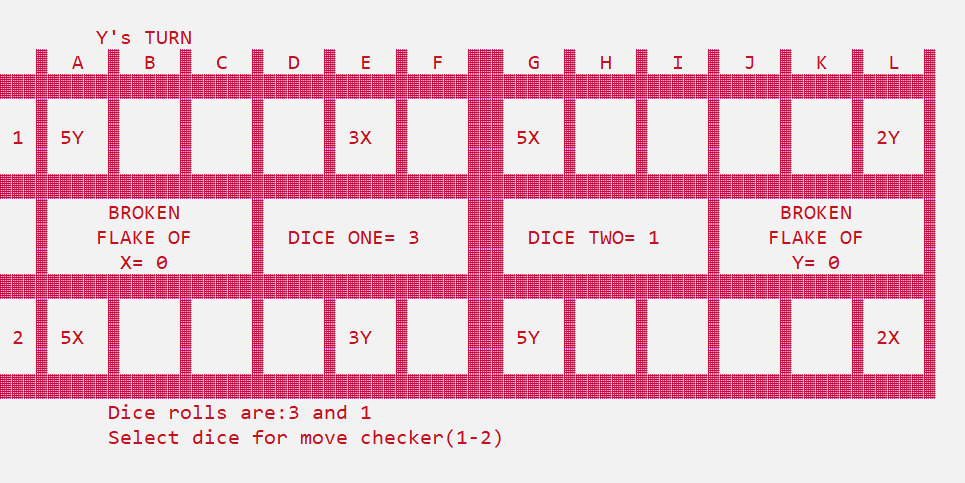 Y's TURN
A B C D E F G H I J K L
1 5Y 3X 5X 2Y
BROKEN FLAKE OF X= 0
DICE ONE= 3
DICE TWO= 1
BROKEN FLAKE OF Y= 0
2 5X 3Y 5Y 2X
Dice rolls are:3 and 1
Select dice for move checker(1-2)